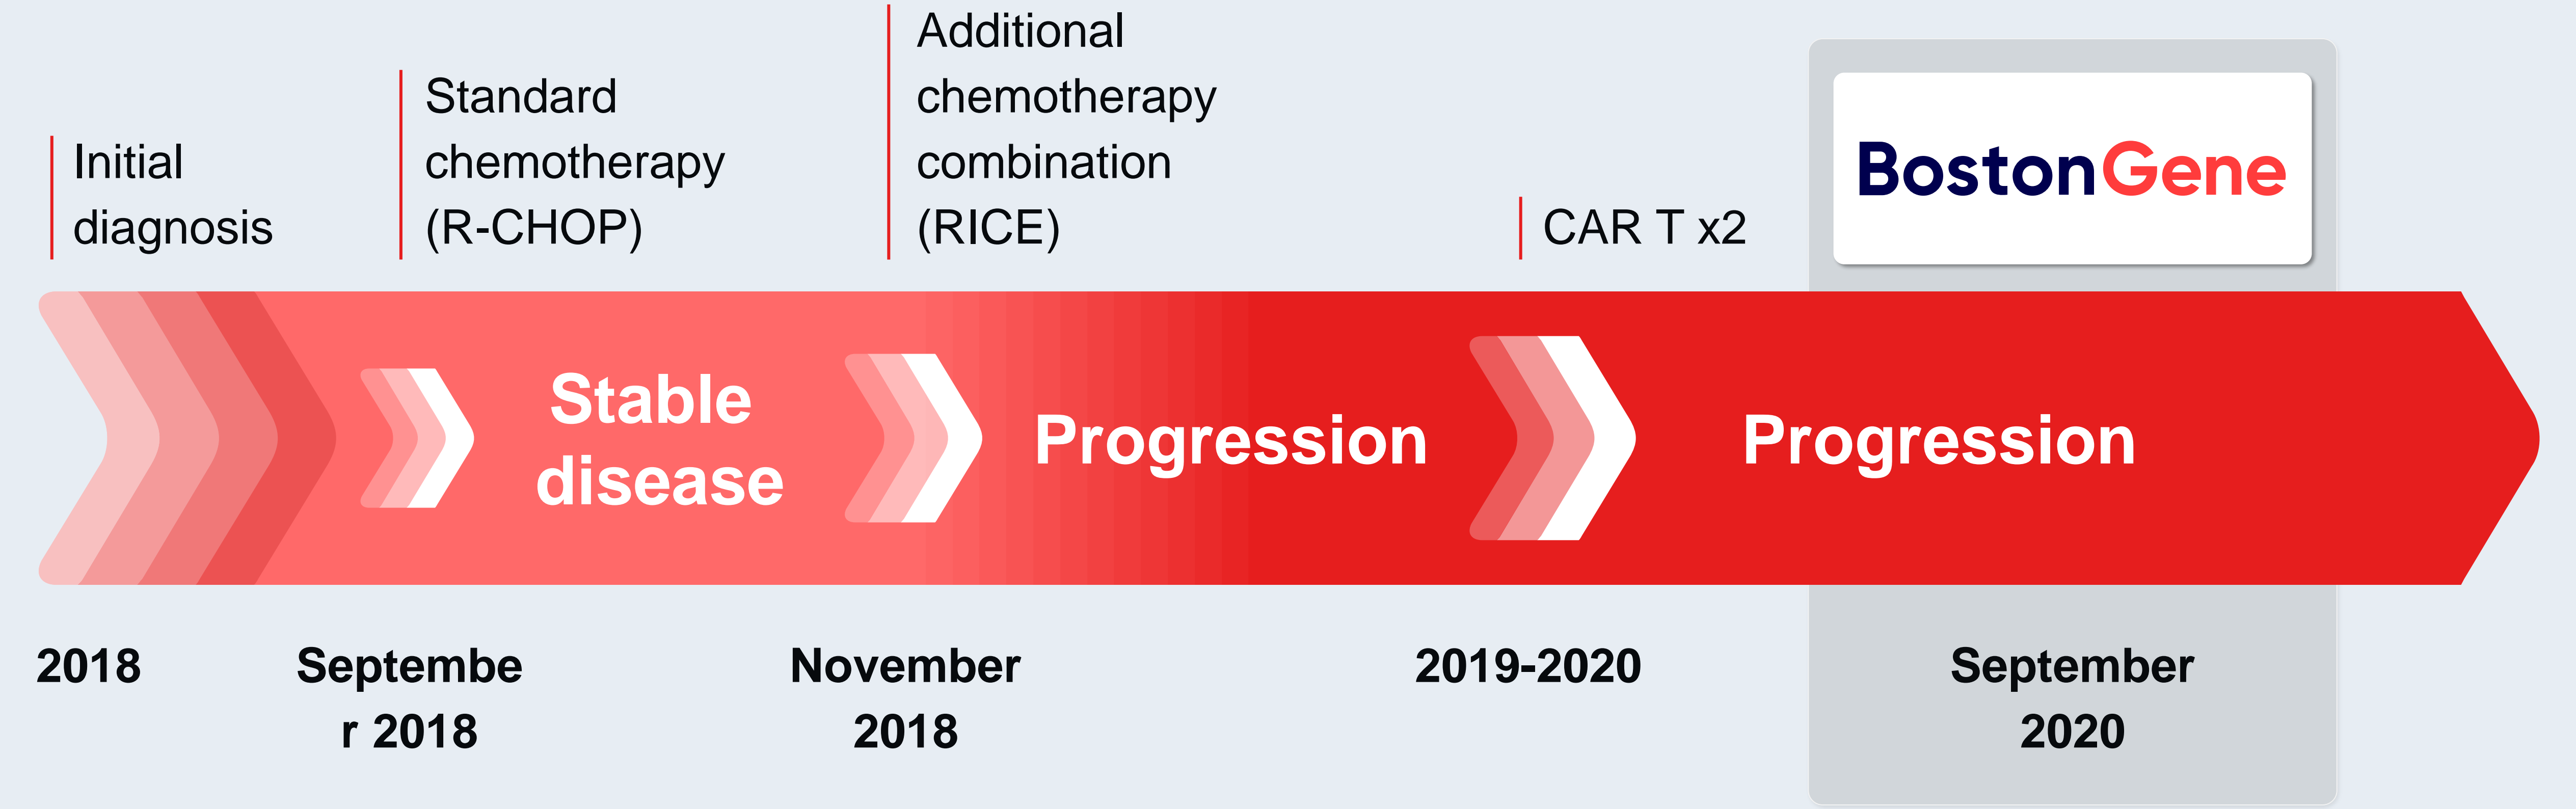 Initial
diagnosis
Standard
chemotherapy
(R-CHOP)
Additional
chemotherapy
combination
(RICE)
CAR T x2
BostonGene
Stable
disease
Progression
Progression
2018
Septembe
r 2018
November
2018
2019-2020
September
2020